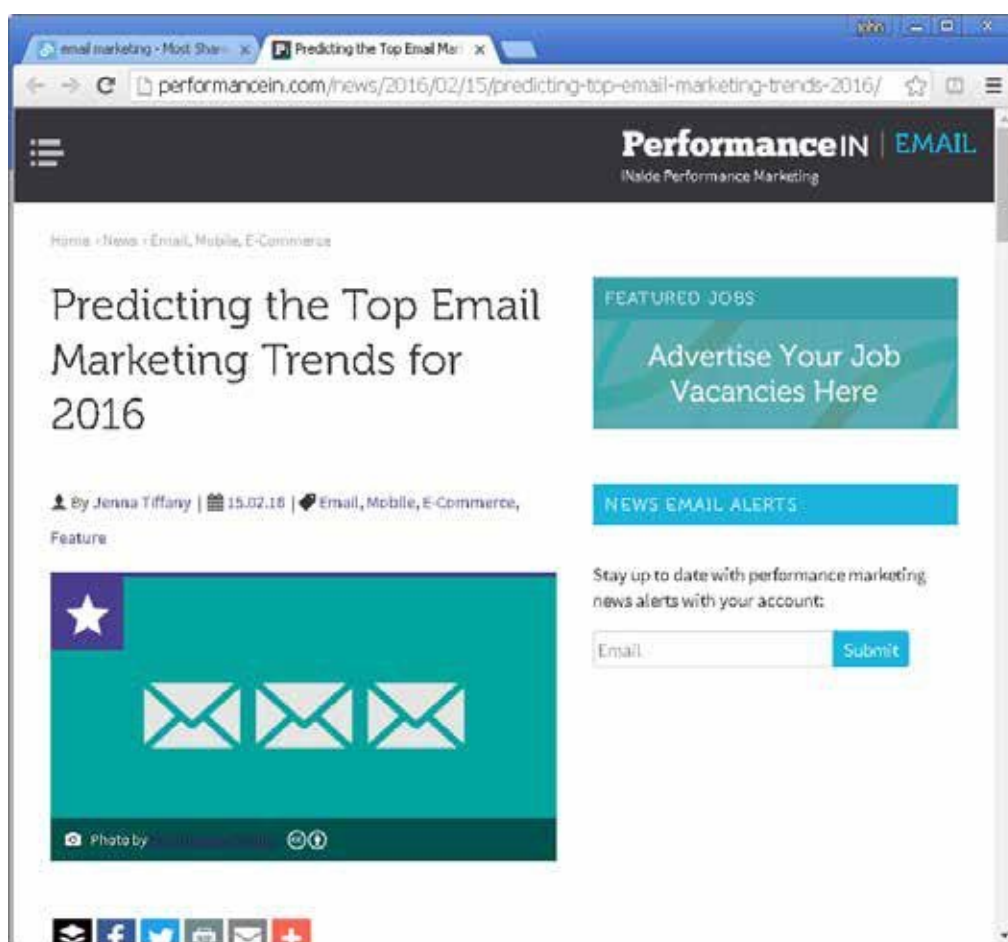 john
email marketing - Most Share
Predicting the Top Email Mar
performancein.com/news/2016/02/15/predicting-top-email-marketing-trends-2016/
PerformanceIN | EMAIL
INside Performance Marketing
Home › News › Email, Mobile, E-Commerce
Predicting the Top Email
Marketing Trends for
2016
By Jenna Tiffany | 15.02.16 | Email, Mobile, E-Commerce,
Feature
Photo by
FEATURED JOBS
Advertise Your Job
Vacancies Here
NEWS EMAIL ALERTS
Stay up to date with performance marketing
news alerts with your account:
Email
Submit